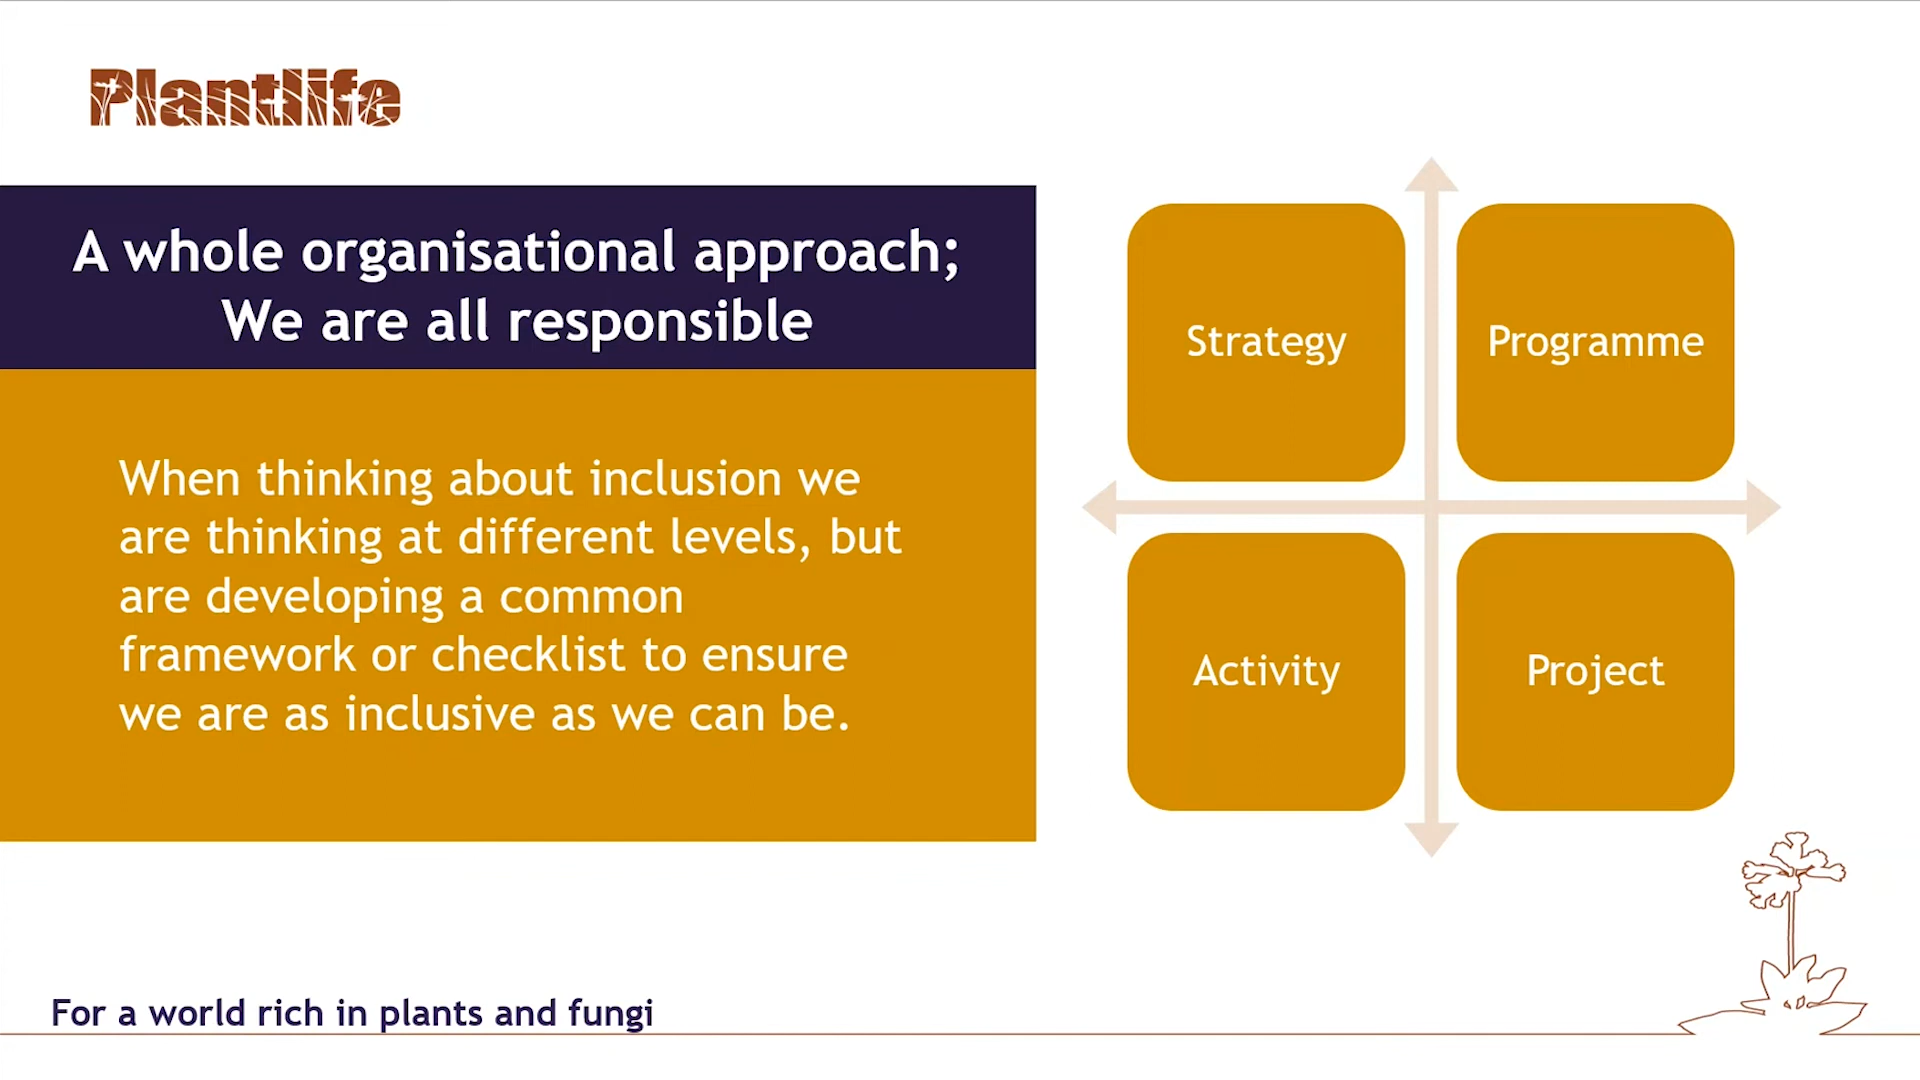 Plantlife
A whole organisational approach;
We are all responsible
When thinking about inclusion we
are thinking at different levels, but
are developing a common
framework or checklist to ensure
we are as inclusive as we can be.
Strategy
Programme
Activity
Project
For a world rich in plants and fungi